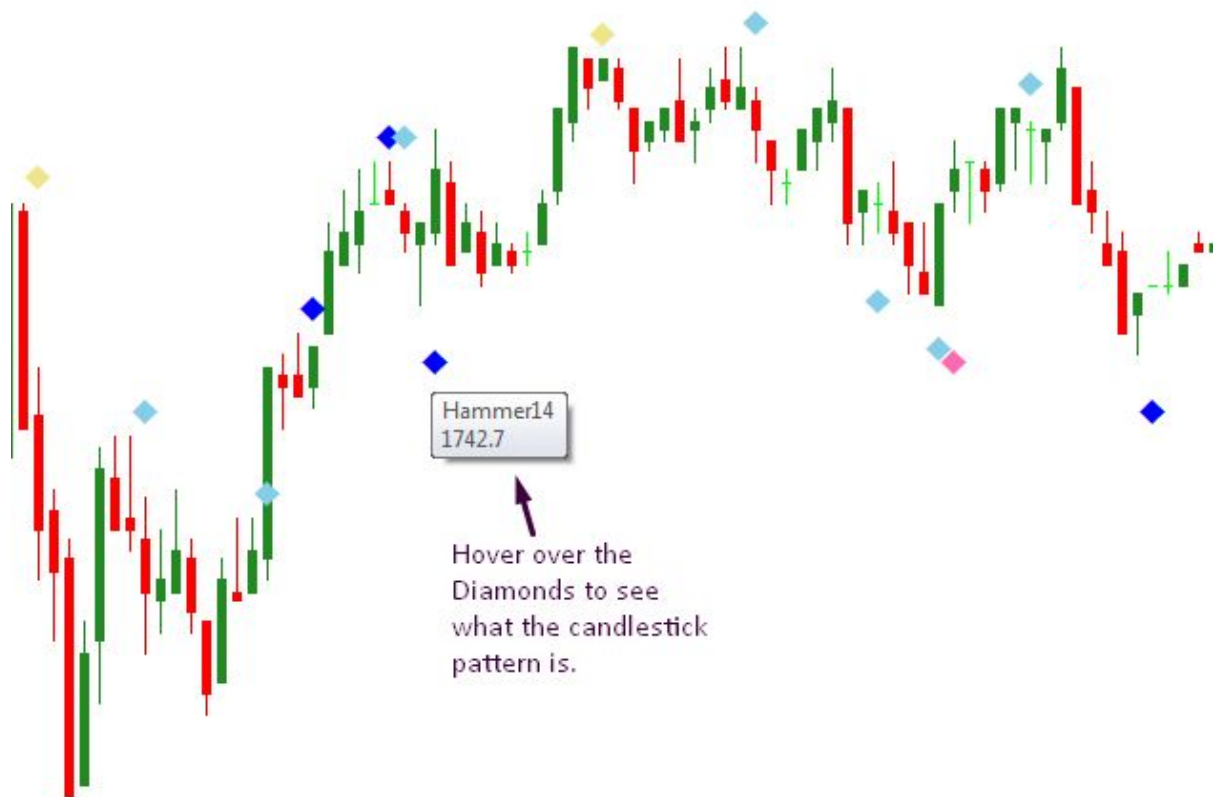 Hammer14
1742.7
Hover over the
Diamonds to see
what the candlestick
pattern is.